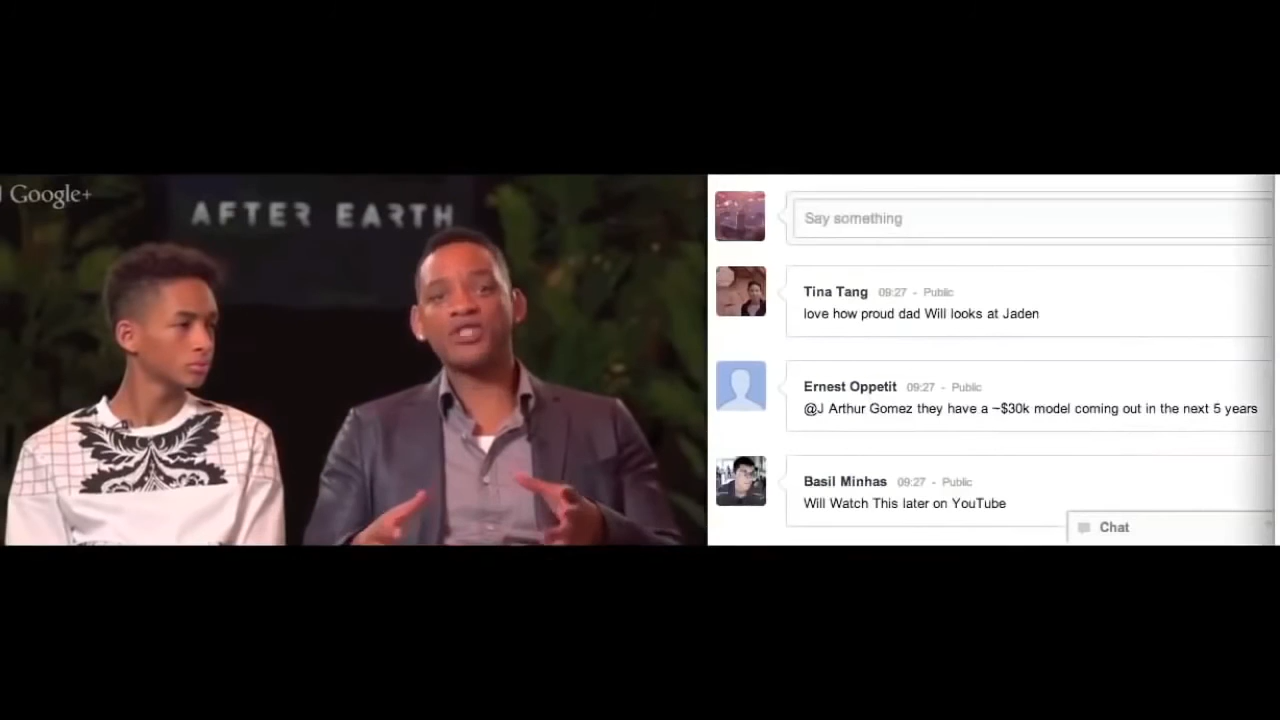 Google+
AFTER EARTH
Say something
Tina Tang 09:27 - Public
love how proud dad Will looks at Jaden
Ernest Oppetit 09:27 - Public
@J Arthur Gomez they have a ~$30k model coming out in the next 5 years
Basil Minhas 09:27 - Public
Will Watch This later on YouTube
Chat